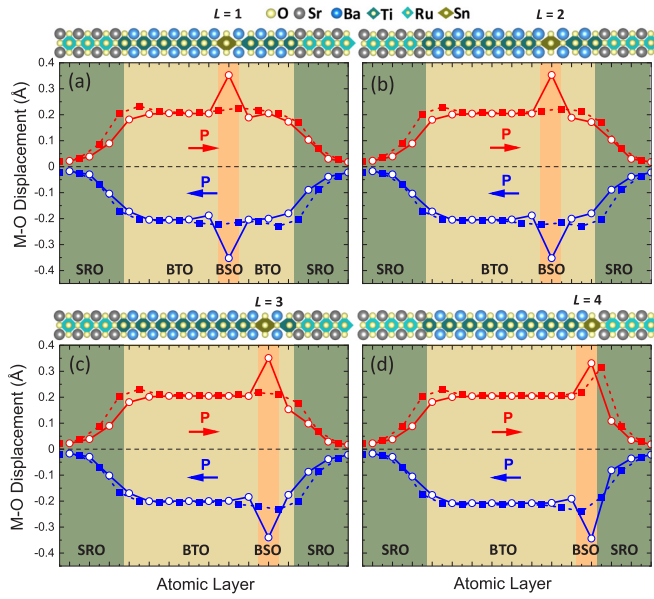 L = 1
O Sr Ba Ti Ru Sn
L = 2
M-O Displacement (Å)
0.4
0.3
0.2
0.1
0
-0.1
-0.2
-0.3
-0.4
(a)
P
P
SRO BTO BSO BTO SRO
(b)
P
P
SRO BTO BSO SRO
L = 3
L = 4
M-O Displacement (Å)
0.4
0.3
0.2
0.1
0
-0.1
-0.2
-0.3
-0.4
(c)
P
P
SRO BTO BSO SRO
(d)
P
P
SRO BTO BSO SRO
Atomic Layer
Atomic Layer